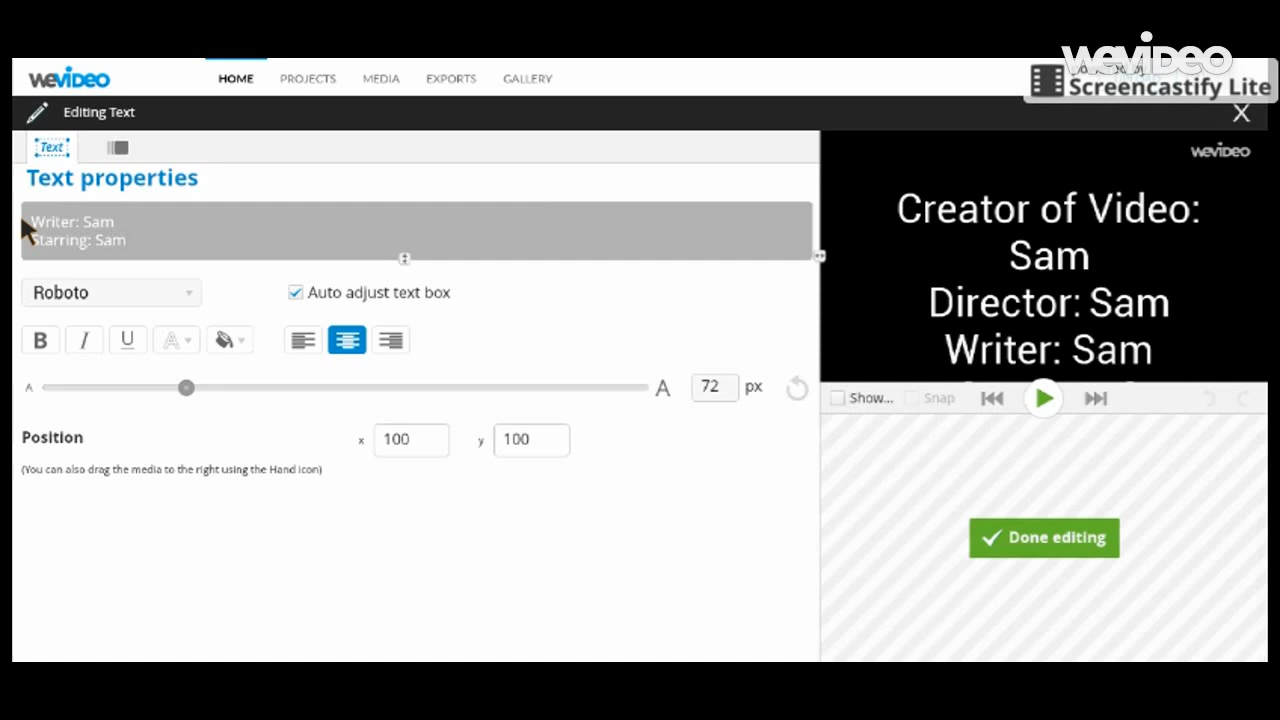 wevideo
Screencastify Lite
wevideo
HOME PROJECTS MEDIA EXPORTS GALLERY
Editing Text
X
Text
Text properties
Writer: Sam
Starring: Sam
Roboto
Auto adjust text box
B I U A
A A 72 px
Position x 100 y 100
(You can also drag the media to the right using the Hand icon)
wevideo
Creator of Video:
Sam
Director: Sam
Writer: Sam
Show... Snap
Done editing